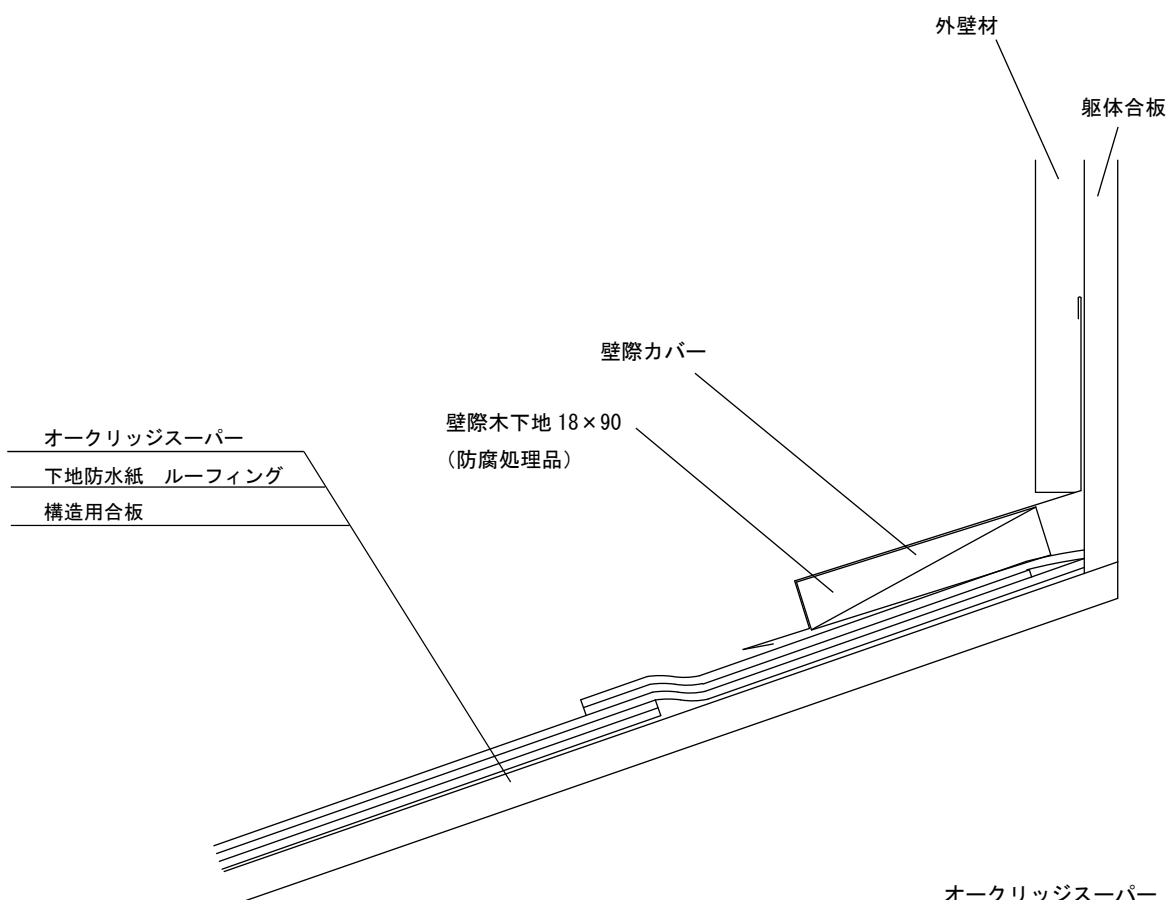 外壁材
躯体合板
壁際カバー
壁際木下地 18×90
（防腐処理品）
オークリッジスーパー
下地防水紙　ルーフィング
構造用合板
オークリッジスーパー